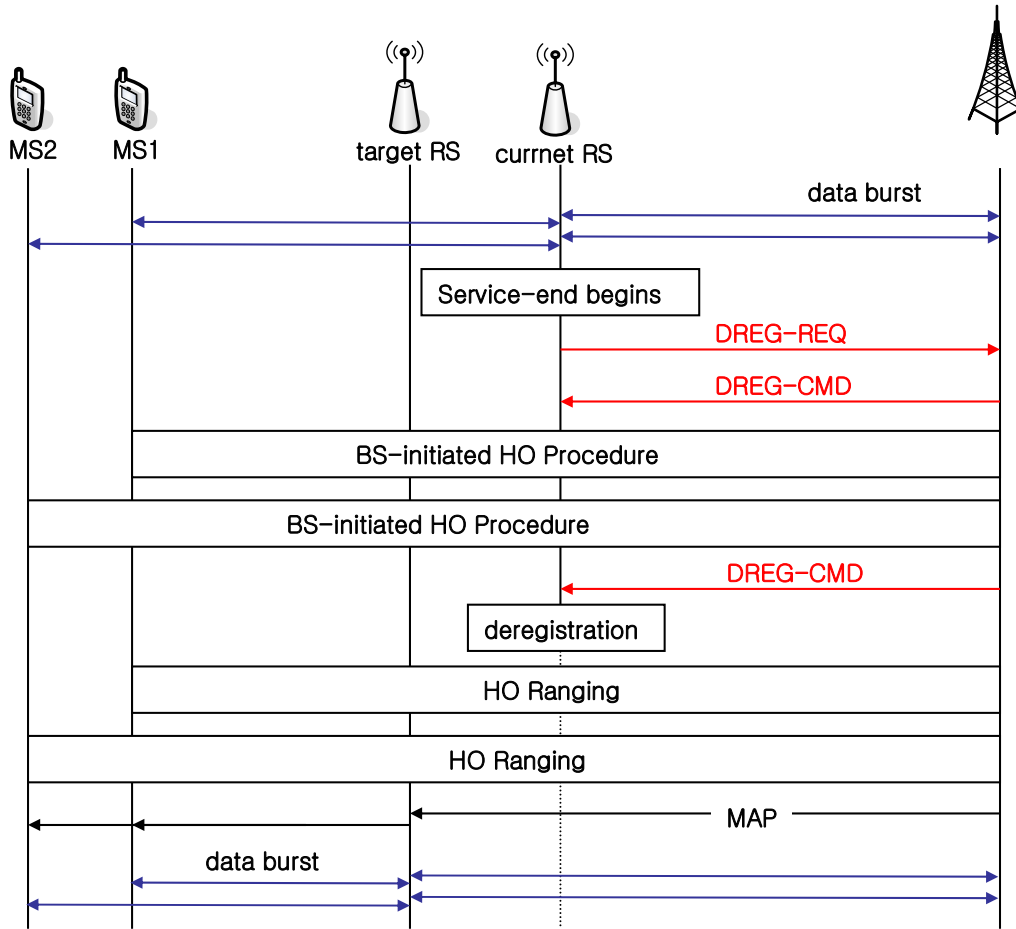 MS2
MS1
target RS
currnet RS
data burst
Service-end begins
DREG-REQ
DREG-CMD
BS-initiated HO Procedure
BS-initiated HO Procedure
DREG-CMD
deregistration
HO Ranging
HO Ranging
MAP
data burst